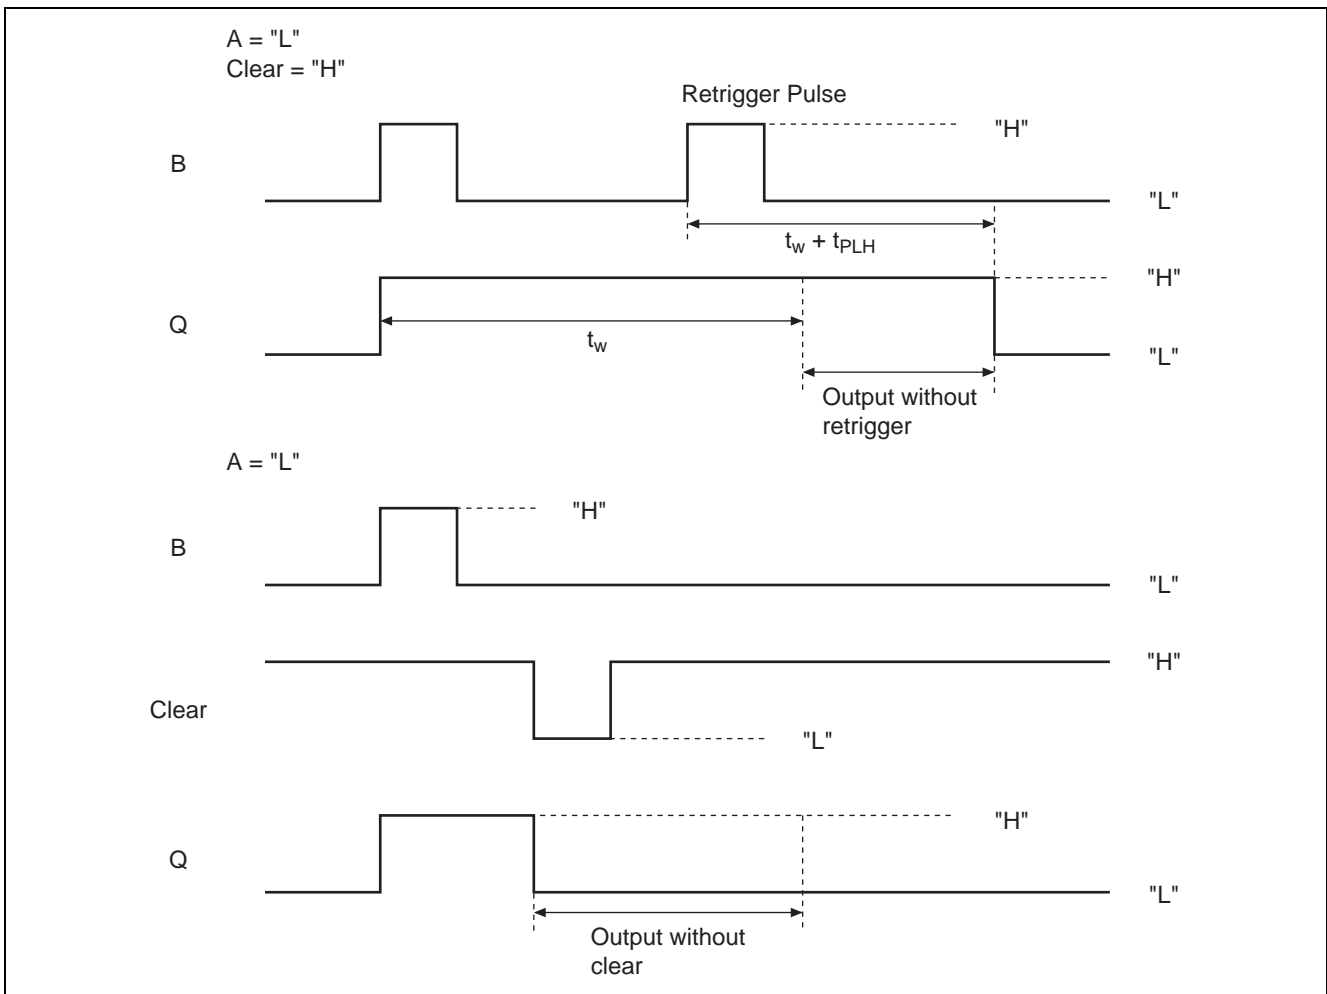 A = "L"
Clear = "H"
Retrigger Pulse
"H"
B
"L"
tw + tPLH
"H"
Q
tw
"L"
Output without
retrigger
A = "L"
"H"
B
"L"
"H"
Clear
"L"
"H"
Q
"L"
Output without
clear